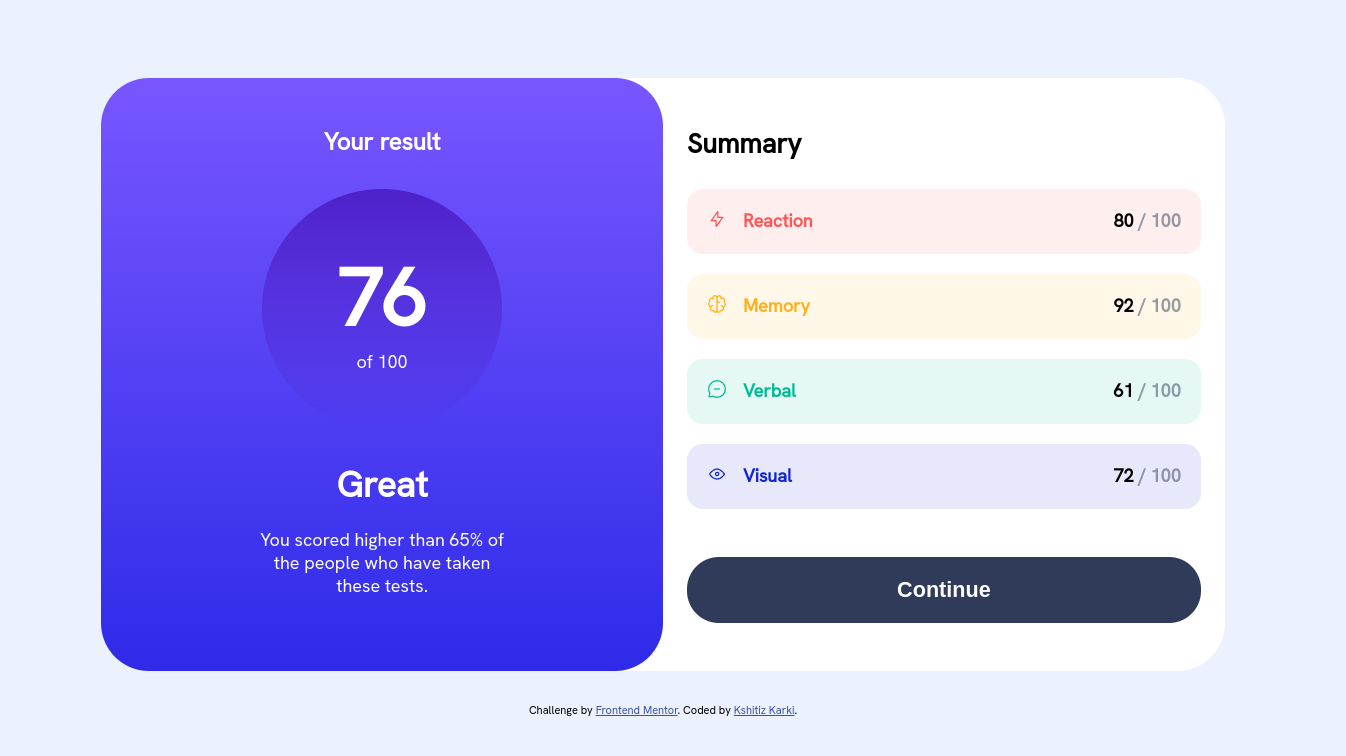 Your result
76
of 100
Great
You scored higher than 65% of
the people who have taken
these tests.
Summary
Reaction 80 / 100
Memory 92 / 100
Verbal 61 / 100
Visual 72 / 100
Continue
Challenge by Frontend Mentor. Coded by Kshitiz Karki.